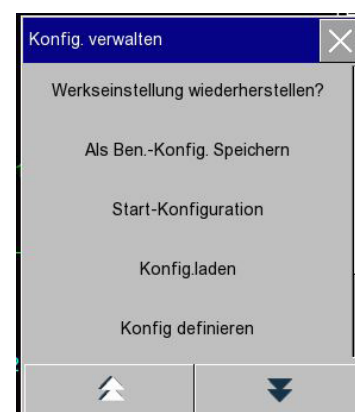 Konfig. verwalten
Werkseinstellung wiederherstellen?
Als Ben.-Konfig. Speichern
Start-Konfiguration
Konfig.laden
Konfig definieren